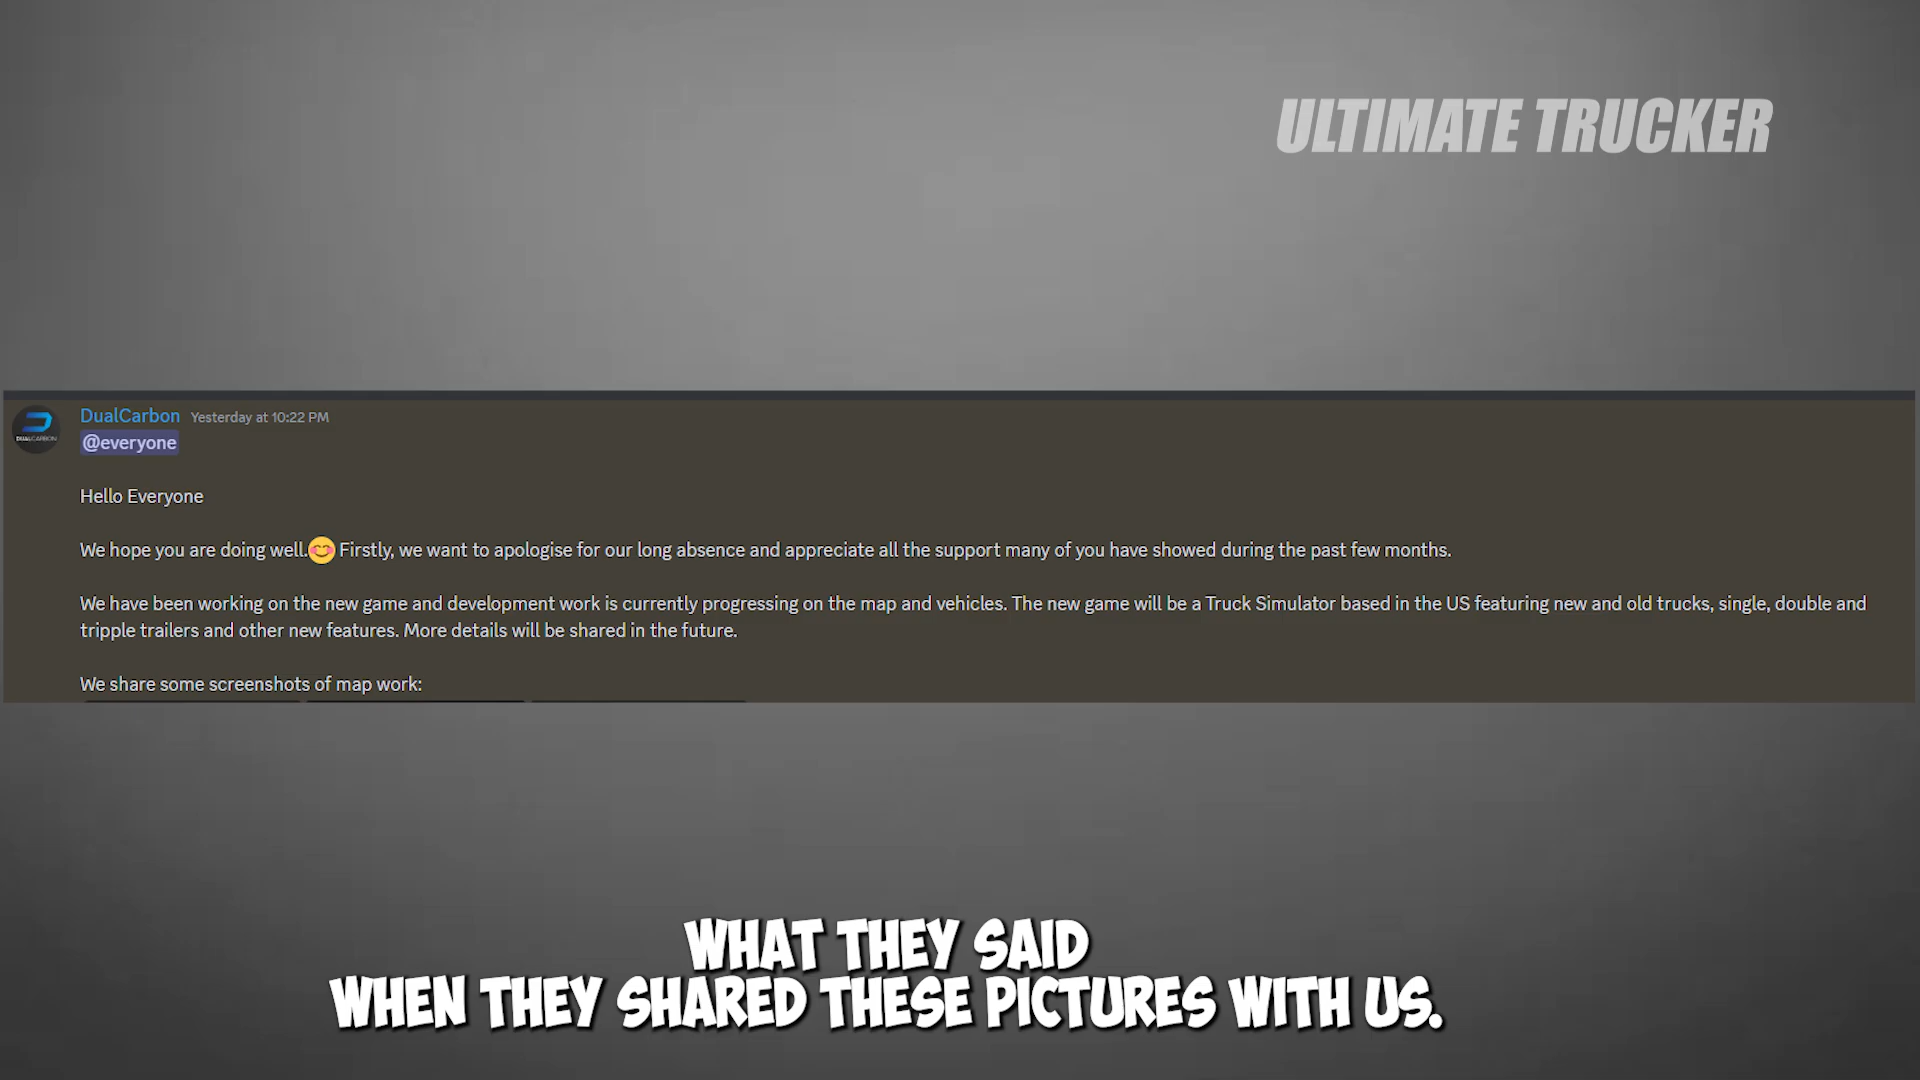 ULTIMATE TRUCKER
DualCarbon Yesterday at 10:22 PM
DUALCARBON
@everyone
Hello Everyone
We hope you are doing well.😊 Firstly, we want to apologise for our long absence and appreciate all the support many of you have showed during the past few months.
We have been working on the new game and development work is currently progressing on the map and vehicles. The new game will be a Truck Simulator based in the US featuring new and old trucks, single, double and
tripple trailers and other new features. More details will be shared in the future.
We share some screenshots of map work:
WHAT THEY SAID
WHEN THEY SHARED THESE PICTURES WITH US.